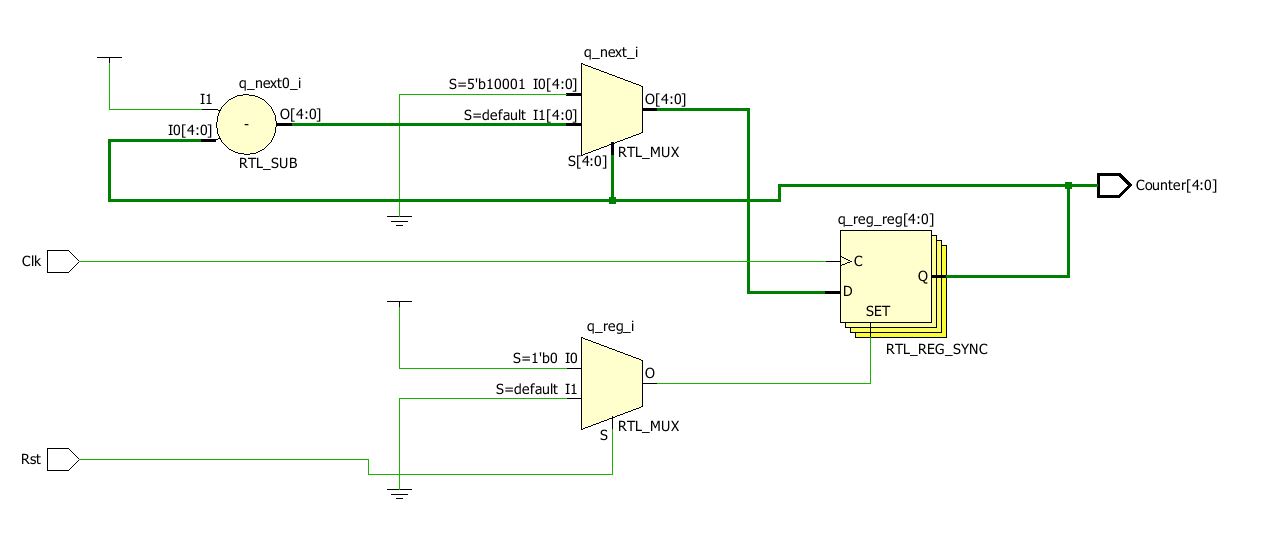 q_next_i
q_next0_i
S=5'b10001 I0[4:0]
I1
O[4:0]
O[4:0]
S=default I1[4:0]
I0[4:0]
-
RTL_SUB
S[4:0]
RTL_MUX
Counter[4:0]
q_reg_reg[4:0]
Clk
C
Q
D
SET
RTL_REG_SYNC
q_reg_i
S=1'b0 I0
O
S=default I1
RTL_MUX
S
Rst